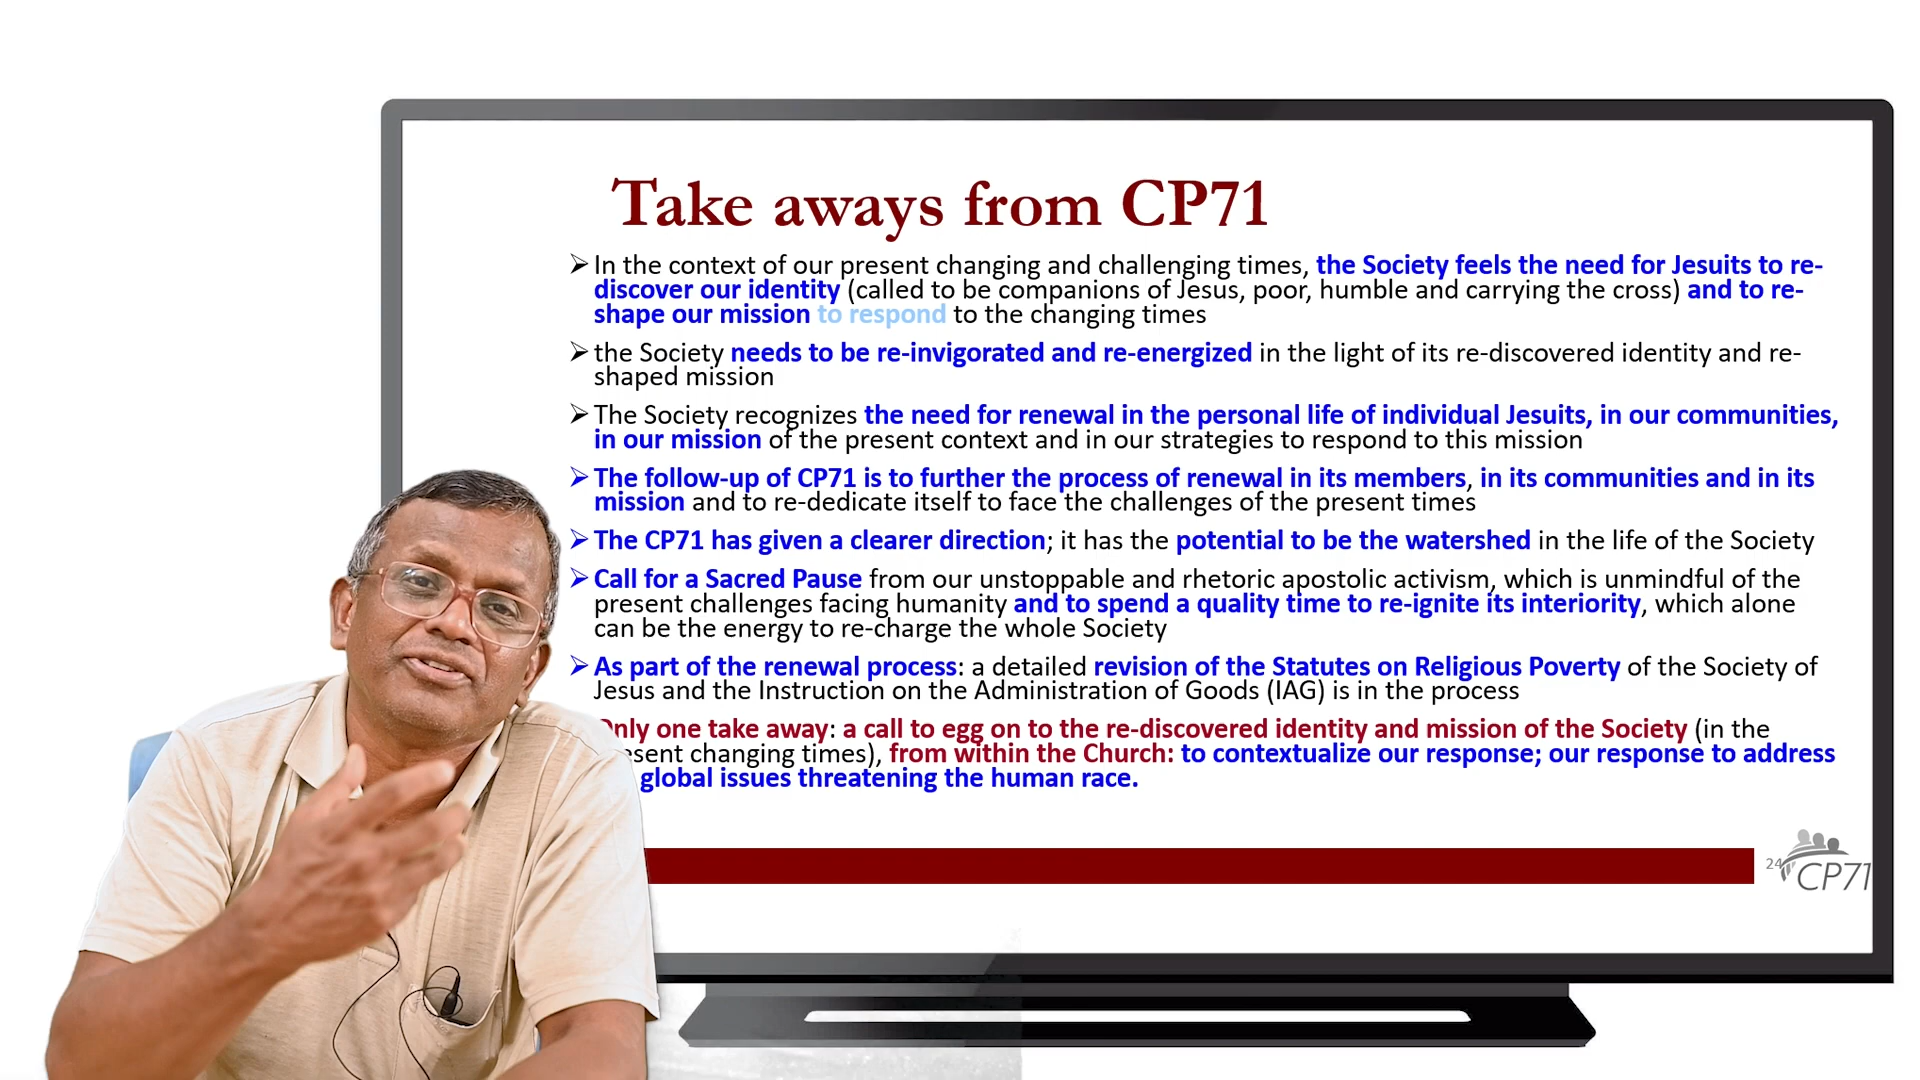 Take aways from CP71
In the context of our present changing and challenging times, the Society feels the need for Jesuits to re-
discover our identity (called to be companions of Jesus, poor, humble and carrying the cross) and to re-
shape our mission to respond to the changing times
the Society needs to be re-invigorated and re-energized in the light of its re-discovered identity and re-
shaped mission
The Society recognizes the need for renewal in the personal life of individual Jesuits, in our communities,
in our mission of the present context and in our strategies to respond to this mission
The follow-up of CP71 is to further the process of renewal in its members, in its communities and in its
mission and to re-dedicate itself to face the challenges of the present times
The CP71 has given a clearer direction; it has the potential to be the watershed in the life of the Society
Call for a Sacred Pause from our unstoppable and rhetoric apostolic activism, which is unmindful of the
present challenges facing humanity and to spend a quality time to re-ignite its interiority, which alone
can be the energy to re-charge the whole Society
As part of the renewal process: a detailed revision of the Statutes on Religious Poverty of the Society of
Jesus and the Instruction on the Administration of Goods (IAG) is in the process
Only one take away: a call to egg on to the re-discovered identity and mission of the Society (in the
esent changing times), from within the Church: to contextualize our response; our response to address
global issues threatening the human race.
24
CP71